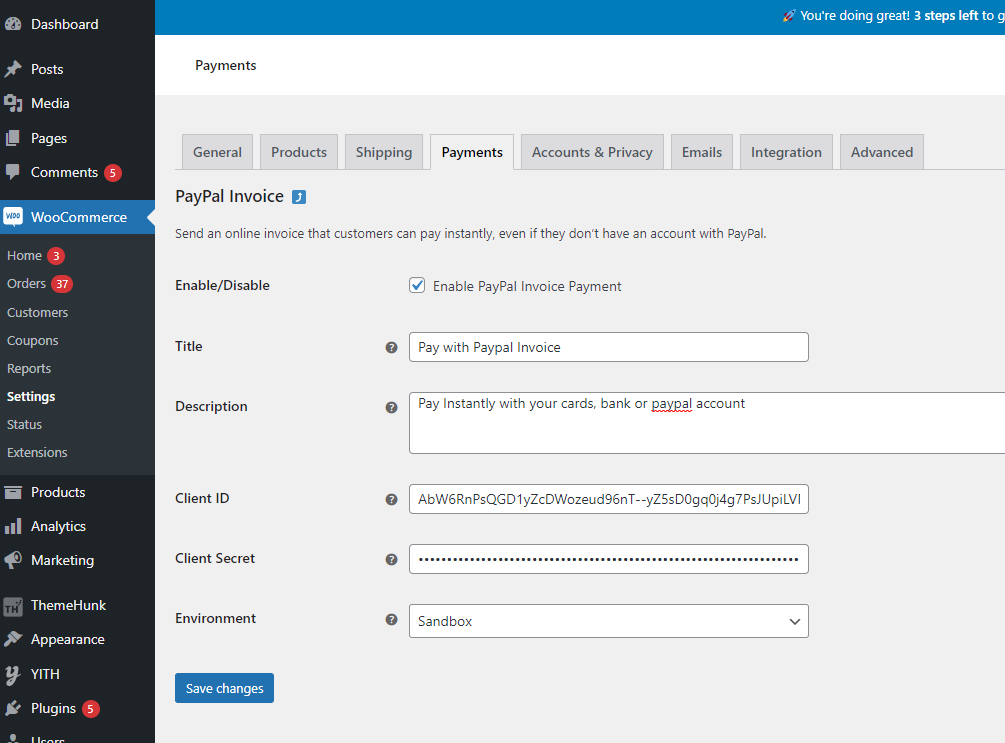 Dashboard
🚀 You're doing great! 3 steps left to g
Posts
Payments
Media
Pages
Comments 5
General Products Shipping Payments Accounts & Privacy Emails Integration Advanced
WooCommerce
PayPal Invoice ⤴
Send an online invoice that customers can pay instantly, even if they don't have an account with PayPal.
Home 3
Orders 37
Customers
Coupons
Reports
Settings
Status
Extensions
Enable/Disable
Enable PayPal Invoice Payment
Title
Pay with Paypal Invoice
Description
Pay Instantly with your cards, bank or paypal account
Client ID
AbW6RnPsQGD1yZcDWozeud96nT--yZ5sD0gq0j4g7PsJUpiLVI
Client Secret
Environment
Sandbox
Save changes
Products
Analytics
Marketing
ThemeHunk
Appearance
YITH
Plugins 5
Users